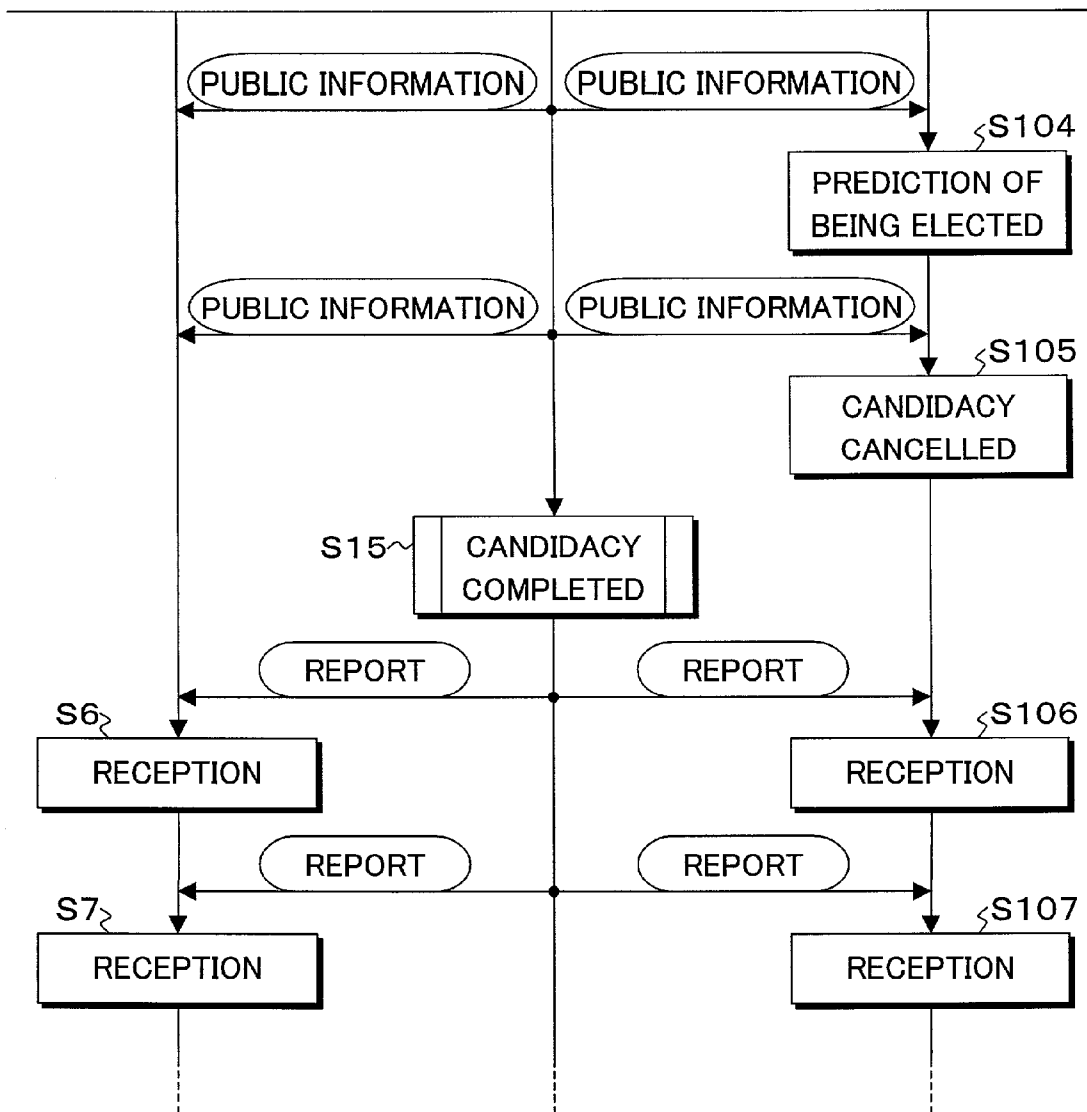 PUBLIC INFORMATION
PUBLIC INFORMATION
S104
PREDICTION OF
BEING ELECTED
PUBLIC INFORMATION
PUBLIC INFORMATION
S105
CANDIDACY
CANCELLED
S15
CANDIDACY
COMPLETED
REPORT
REPORT
S6
RECEPTION
S106
RECEPTION
REPORT
REPORT
S7
RECEPTION
S107
RECEPTION